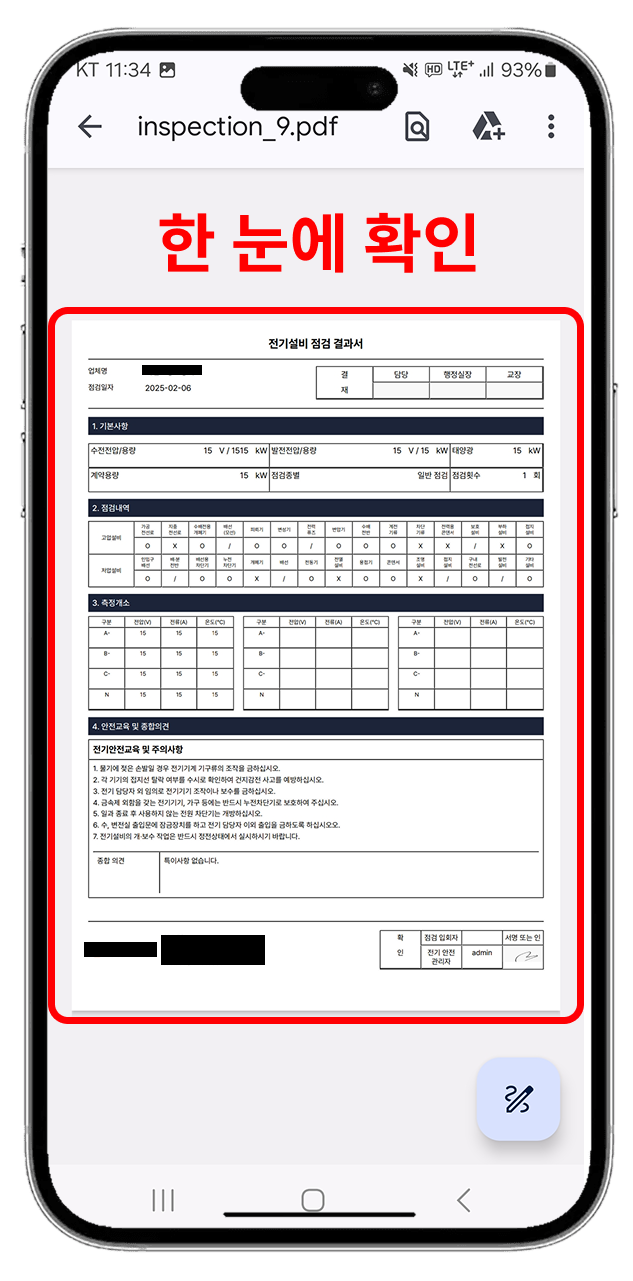 KT 11:34 HD LTE+ 93%
inspection_9.pdf
한 눈에 확인
전기설비 점검 결과서
업체명
점검일자 2025-02-06
결재 담당 행정실장 교장
1. 기본사항
수전전압/용량 15 V / 1515 kW 발전전압/용량 15 V / 15 kW 태양광 15 kW
계약용량 15 kW 점검종별 일반 점검 점검횟수 1 회
2. 점검내역
고압설비 가공전선로 지중전선로 수배전용개폐기 배선(모선) 피뢰기 변성기 전력퓨즈 변압기 수배전반 계전기류 차단기류 전력용콘덴서 보호설비 부하설비 접지설비
O X O / O O / O O O X X / X O
저압설비 인입구배선 배·분전반 배선용차단기 누전차단기 개폐기 배선 전동기 전열설비 용접기 콘덴서 조명설비 접지설비 구내전선로 발전설비 기타설비
O / O O X / O X O O X / O / O
3. 측정개소
구분 전압(V) 전류(A) 온도(°C) 구분 전압(V) 전류(A) 온도(°C) 구분 전압(V) 전류(A) 온도(°C)
A- 15 15 15 A- A-
B- 15 15 15 B- B-
C- 15 15 15 C- C-
N 15 15 15 N N
4. 안전교육 및 종합의견
전기안전교육 및 주의사항
1. 물기에 젖은 손발일 경우 전기기계 기구류의 조작을 금하십시오.
2. 각 기기의 접지선 탈락 여부를 수시로 확인하여 건지감전 사고를 예방하십시오.
3. 전기 담당자 외 임의로 전기기기 조작이나 보수를 금하십시오.
4. 금속제 외함을 갖는 전기기기, 가구 등에는 반드시 누전차단기로 보호하여 주십시오.
5. 일과 종료 후 사용하지 않는 전원 차단기는 개방하십시오.
6. 수, 변전실 출입문에 잠금장치를 하고 전기 담당자 이외 출입을 금하도록 하십시오오.
7. 전기설비의 개·보수 작업은 반드시 정전상태에서 실시하시기 바랍니다.
종합 의견 특이사항 없습니다.
확인 점검 입회자 서명 또는 인
전기 안전관리자 admin